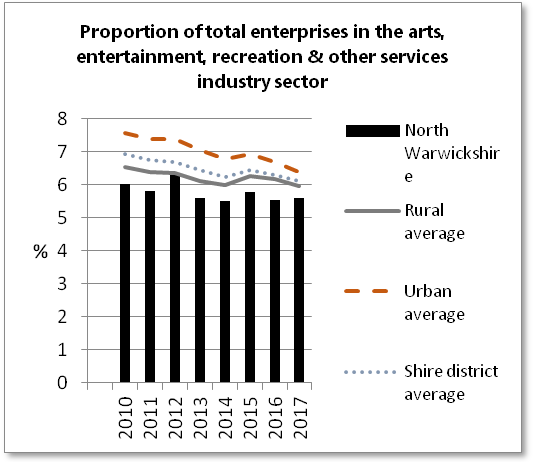 Proportion of total enterprises in the arts,
entertainment, recreation & other services
industry sector
8
7
6
5
4
3
2
1
0
%
2010
2011
2012
2013
2014
2015
2016
2017
North
Warwickshir
e
Rural
average
Urban
average
Shire district
average